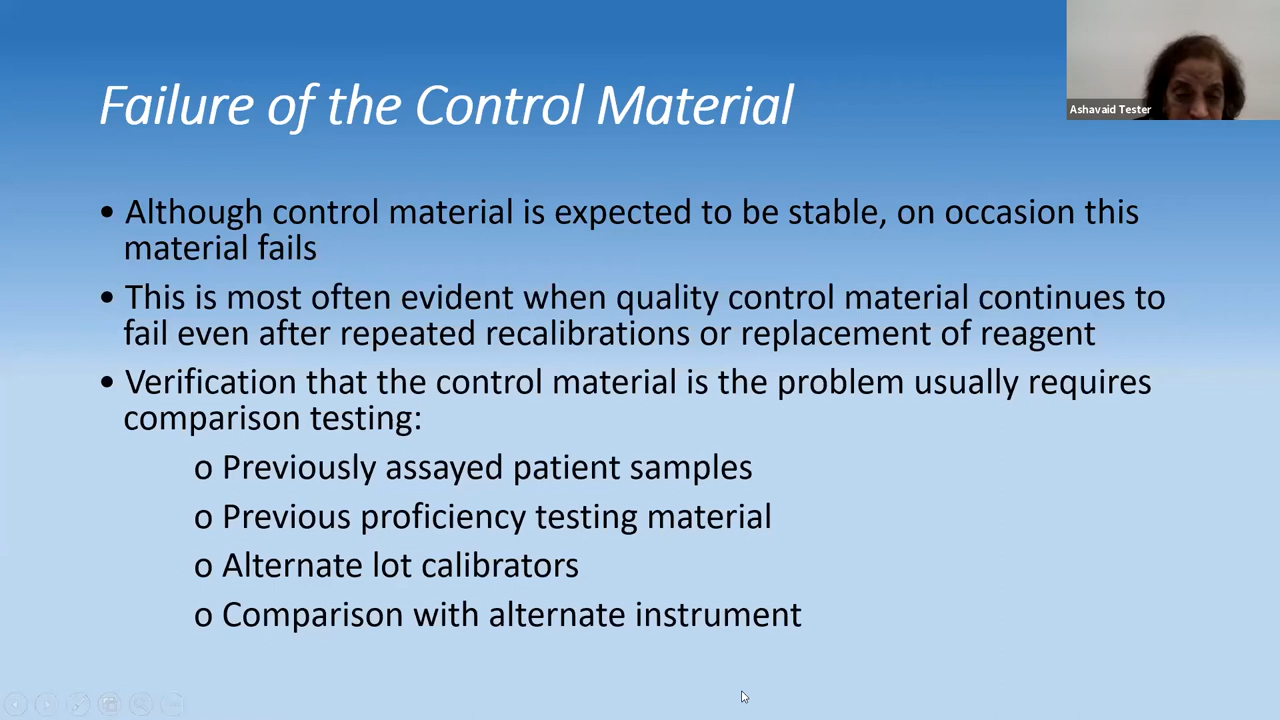 Ashavaid Tester
Failure of the Control Material
• Although control material is expected to be stable, on occasion this
material fails
• This is most often evident when quality control material continues to
fail even after repeated recalibrations or replacement of reagent
• Verification that the control material is the problem usually requires
comparison testing:
o Previously assayed patient samples
o Previous proficiency testing material
o Alternate lot calibrators
o Comparison with alternate instrument